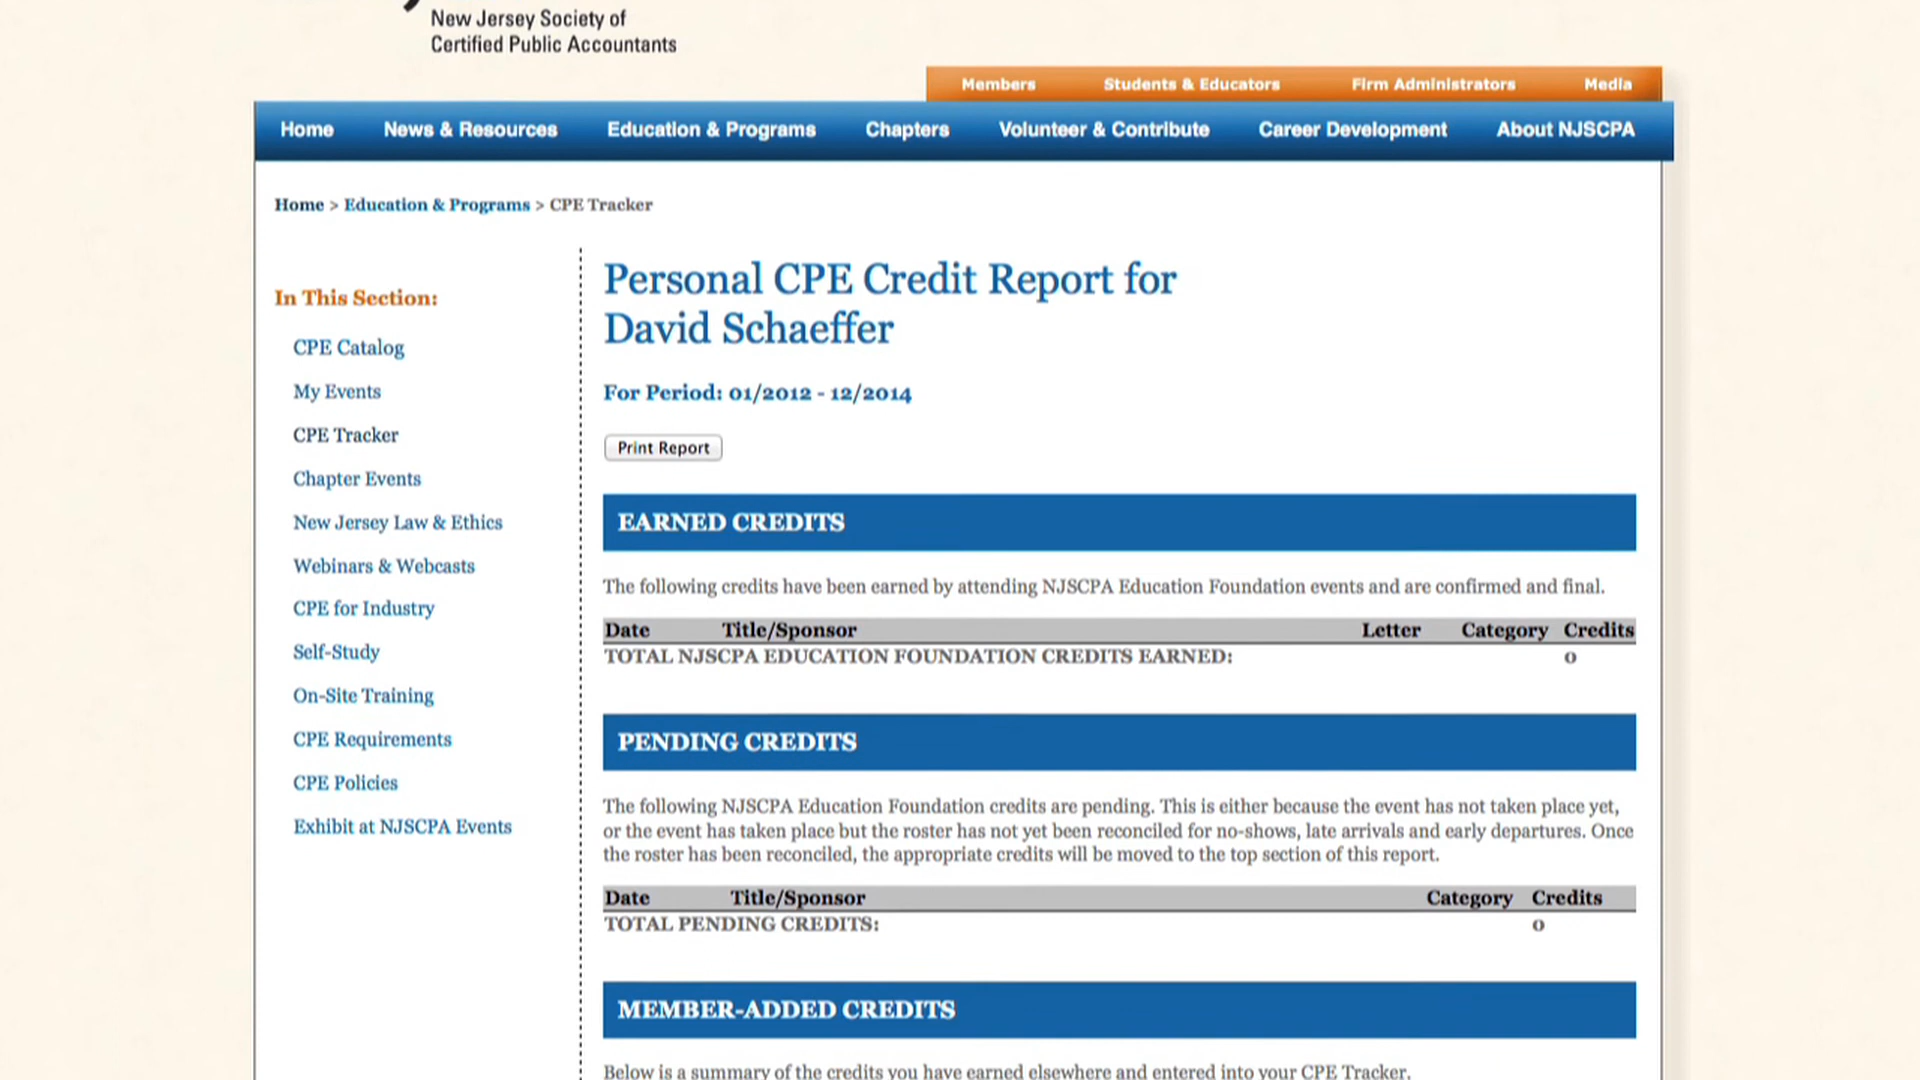 New Jersey Society of
Certified Public Accountants
Members Students & Educators Firm Administrators Media
Home News & Resources Education & Programs Chapters Volunteer & Contribute Career Development About NJSCPA
Home > Education & Programs > CPE Tracker
In This Section:
CPE Catalog
My Events
CPE Tracker
Chapter Events
New Jersey Law & Ethics
Webinars & Webcasts
CPE for Industry
Self-Study
On-Site Training
CPE Requirements
CPE Policies
Exhibit at NJSCPA Events
Personal CPE Credit Report for
David Schaeffer
For Period: 01/2012 - 12/2014
Print Report
EARNED CREDITS
The following credits have been earned by attending NJSCPA Education Foundation events and are confirmed and final.
Date Title/Sponsor Letter Category Credits
TOTAL NJSCPA EDUCATION FOUNDATION CREDITS EARNED: 0
PENDING CREDITS
The following NJSCPA Education Foundation credits are pending. This is either because the event has not taken place yet,
or the event has taken place but the roster has not yet been reconciled for no-shows, late arrivals and early departures. Once
the roster has been reconciled, the appropriate credits will be moved to the top section of this report.
Date Title/Sponsor Category Credits
TOTAL PENDING CREDITS: 0
MEMBER-ADDED CREDITS
Below is a summary of the credits you have earned elsewhere and entered into your CPE Tracker.